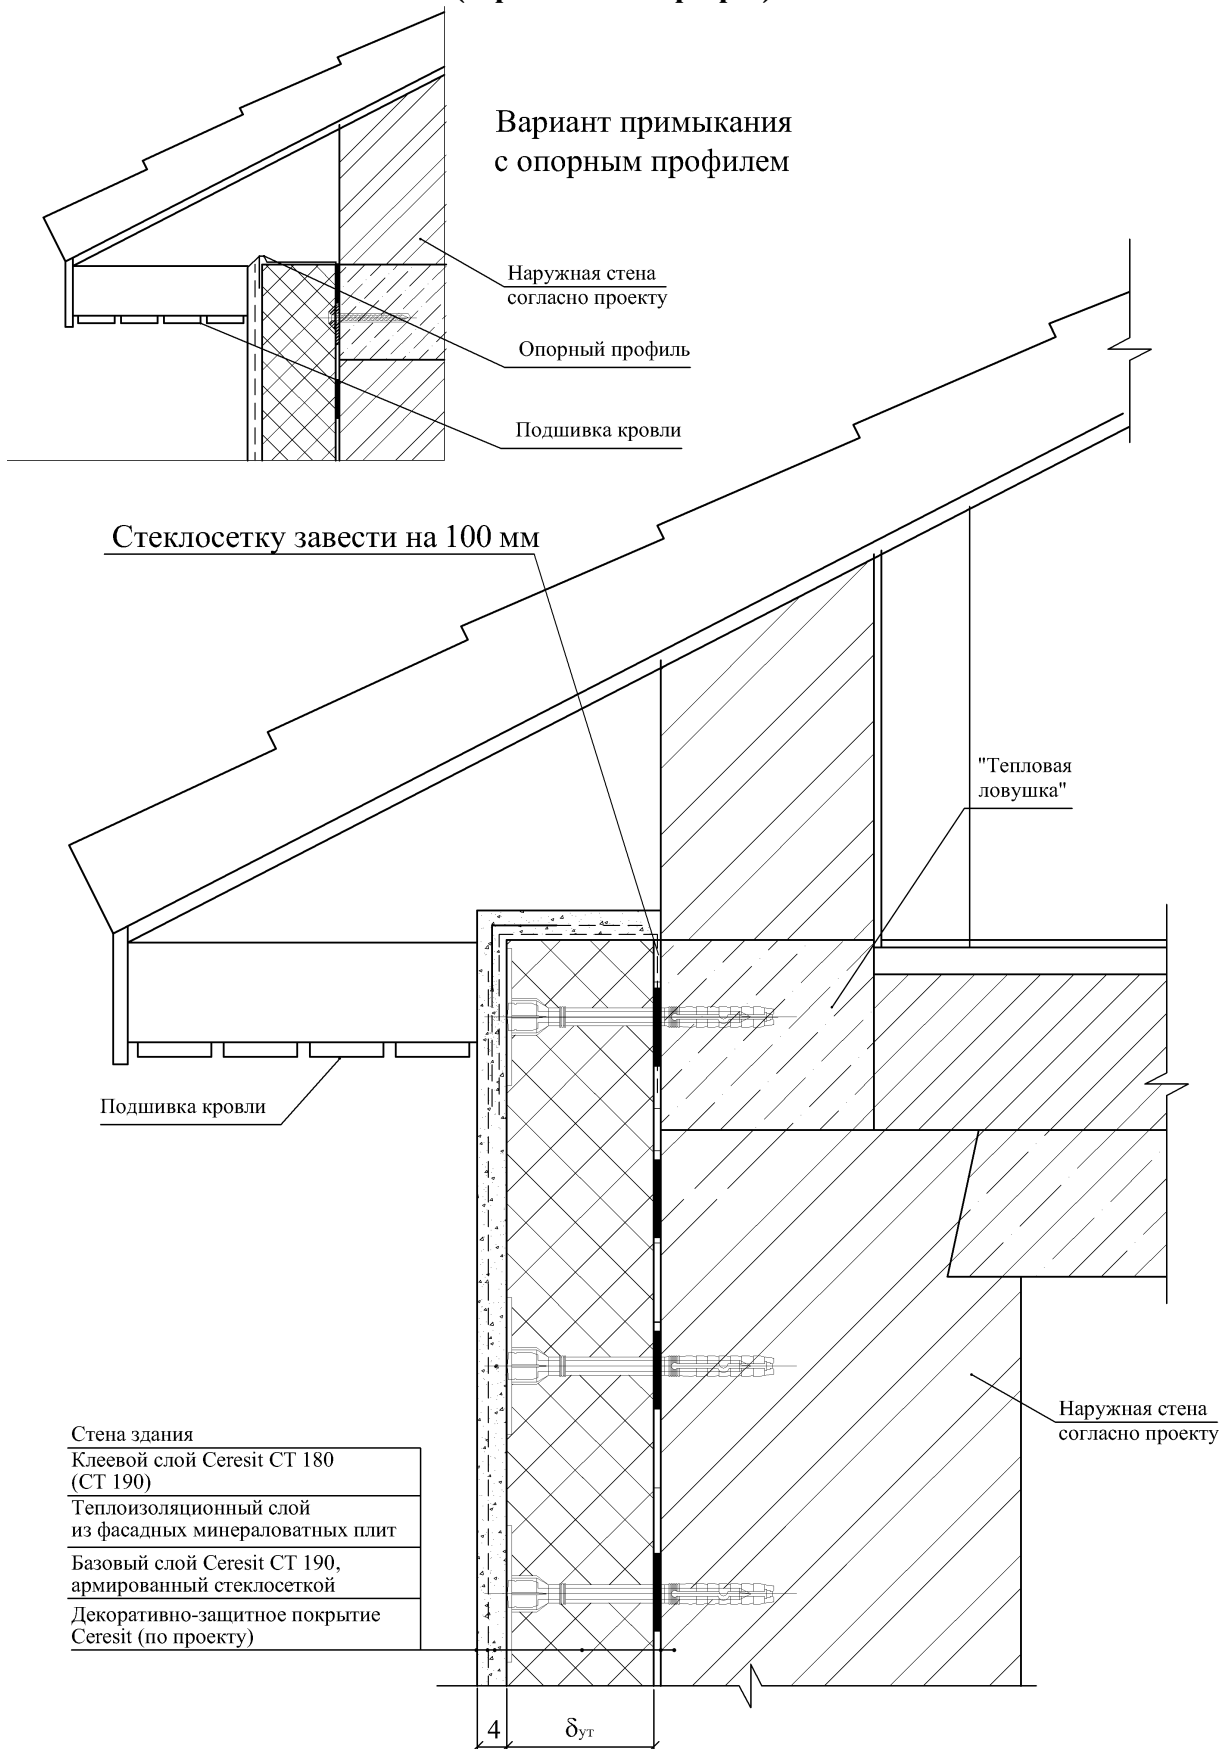 Вариант примыкания
с опорным профилем
Наружная стена
согласно проекту
Опорный профиль
Подшивка кровли
Стеклосетку завести на 100 мм
"Тепловая
ловушка"
Подшивка кровли
Наружная стена
согласно проекту
Стена здания
Клеевой слой Ceresit CT 180
(CT 190)
Теплоизоляционный слой
из фасадных минераловатных плит
Базовый слой Ceresit CT 190,
армированный стеклосеткой
Декоративно-защитное покрытие
Ceresit (по проекту)
4
δут